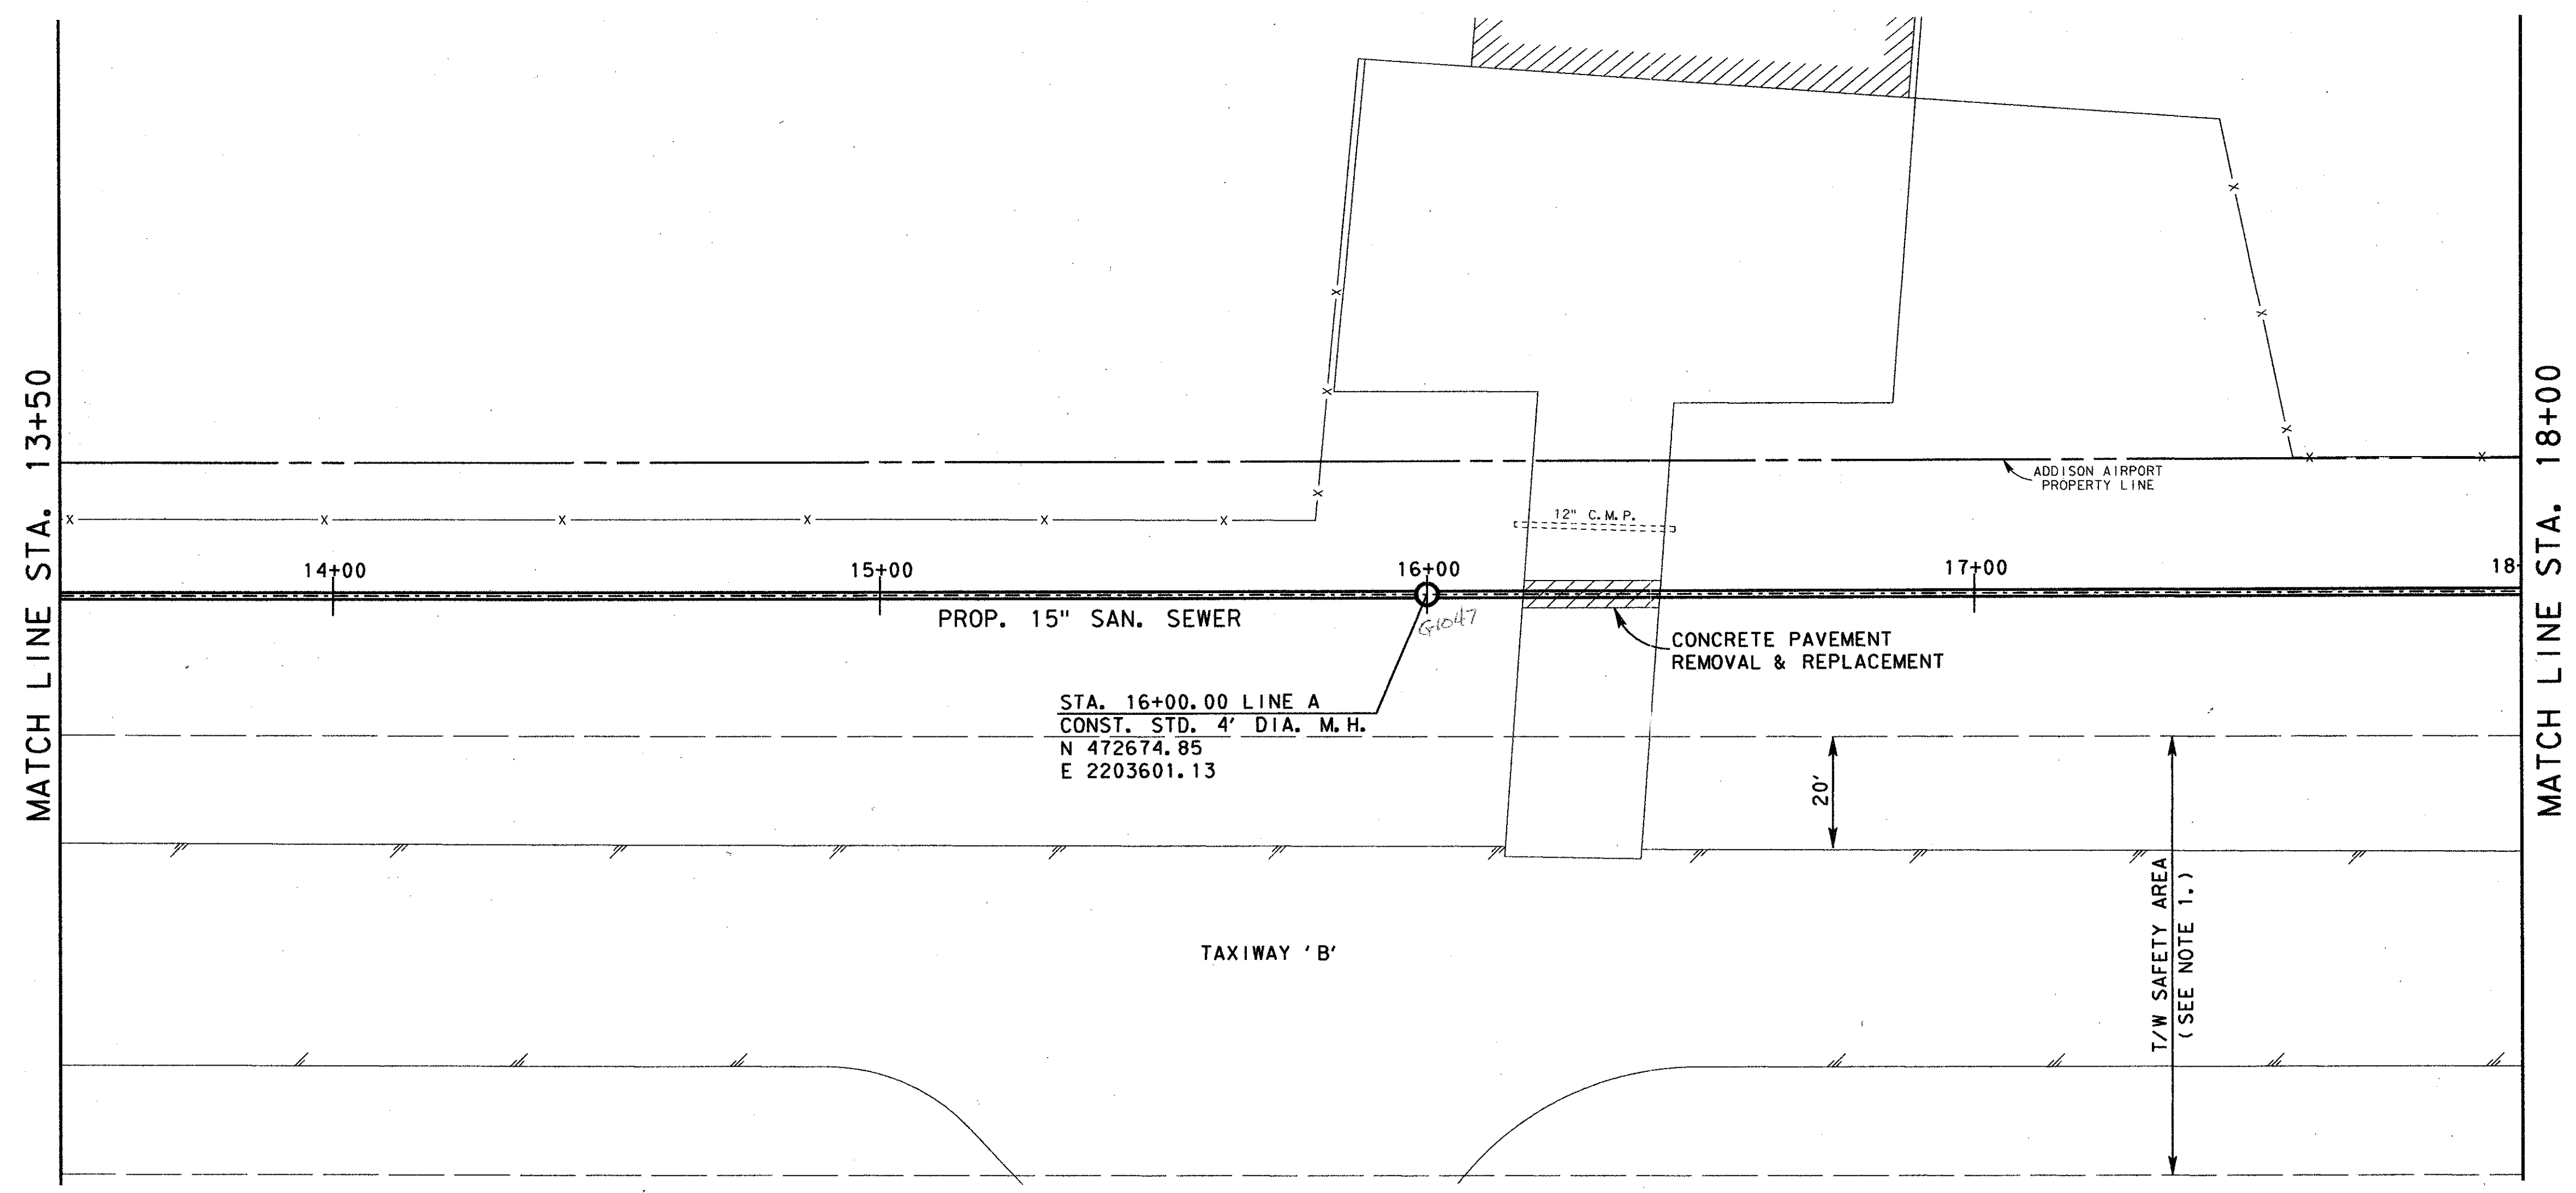 MATCH LINE STA. 13+50
MATCH LINE STA. 18+00
ADDISON AIRPORT
PROPERTY LINE
12" C.M.P.
14+00
15+00
16+00
17+00
18
PROP. 15" SAN. SEWER
G1047
CONCRETE PAVEMENT
REMOVAL & REPLACEMENT
STA. 16+00.00 LINE A
CONST. STD. 4' DIA. M.H.
N 472674.85
E 2203601.13
20'
T/W SAFETY AREA
(SEE NOTE 1.)
TAXIWAY 'B'